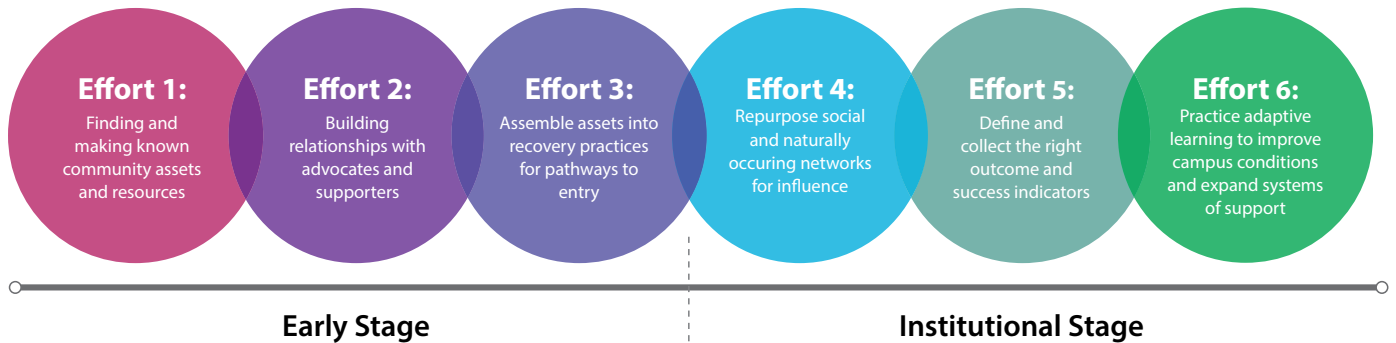 Effort 1:
Finding and
making known
community assets
and resources
Effort 2:
Building
relationships with
advocates and
supporters
Effort 3:
Assemble assets into
recovery practices
for pathways to
entry
Effort 4:
Repurpose social
and naturally
occuring networks
for influence
Effort 5:
Define and
collect the right
outcome and
success indicators
Effort 6:
Practice adaptive
learning to improve
campus conditions
and expand systems
of support
Early Stage
Institutional Stage